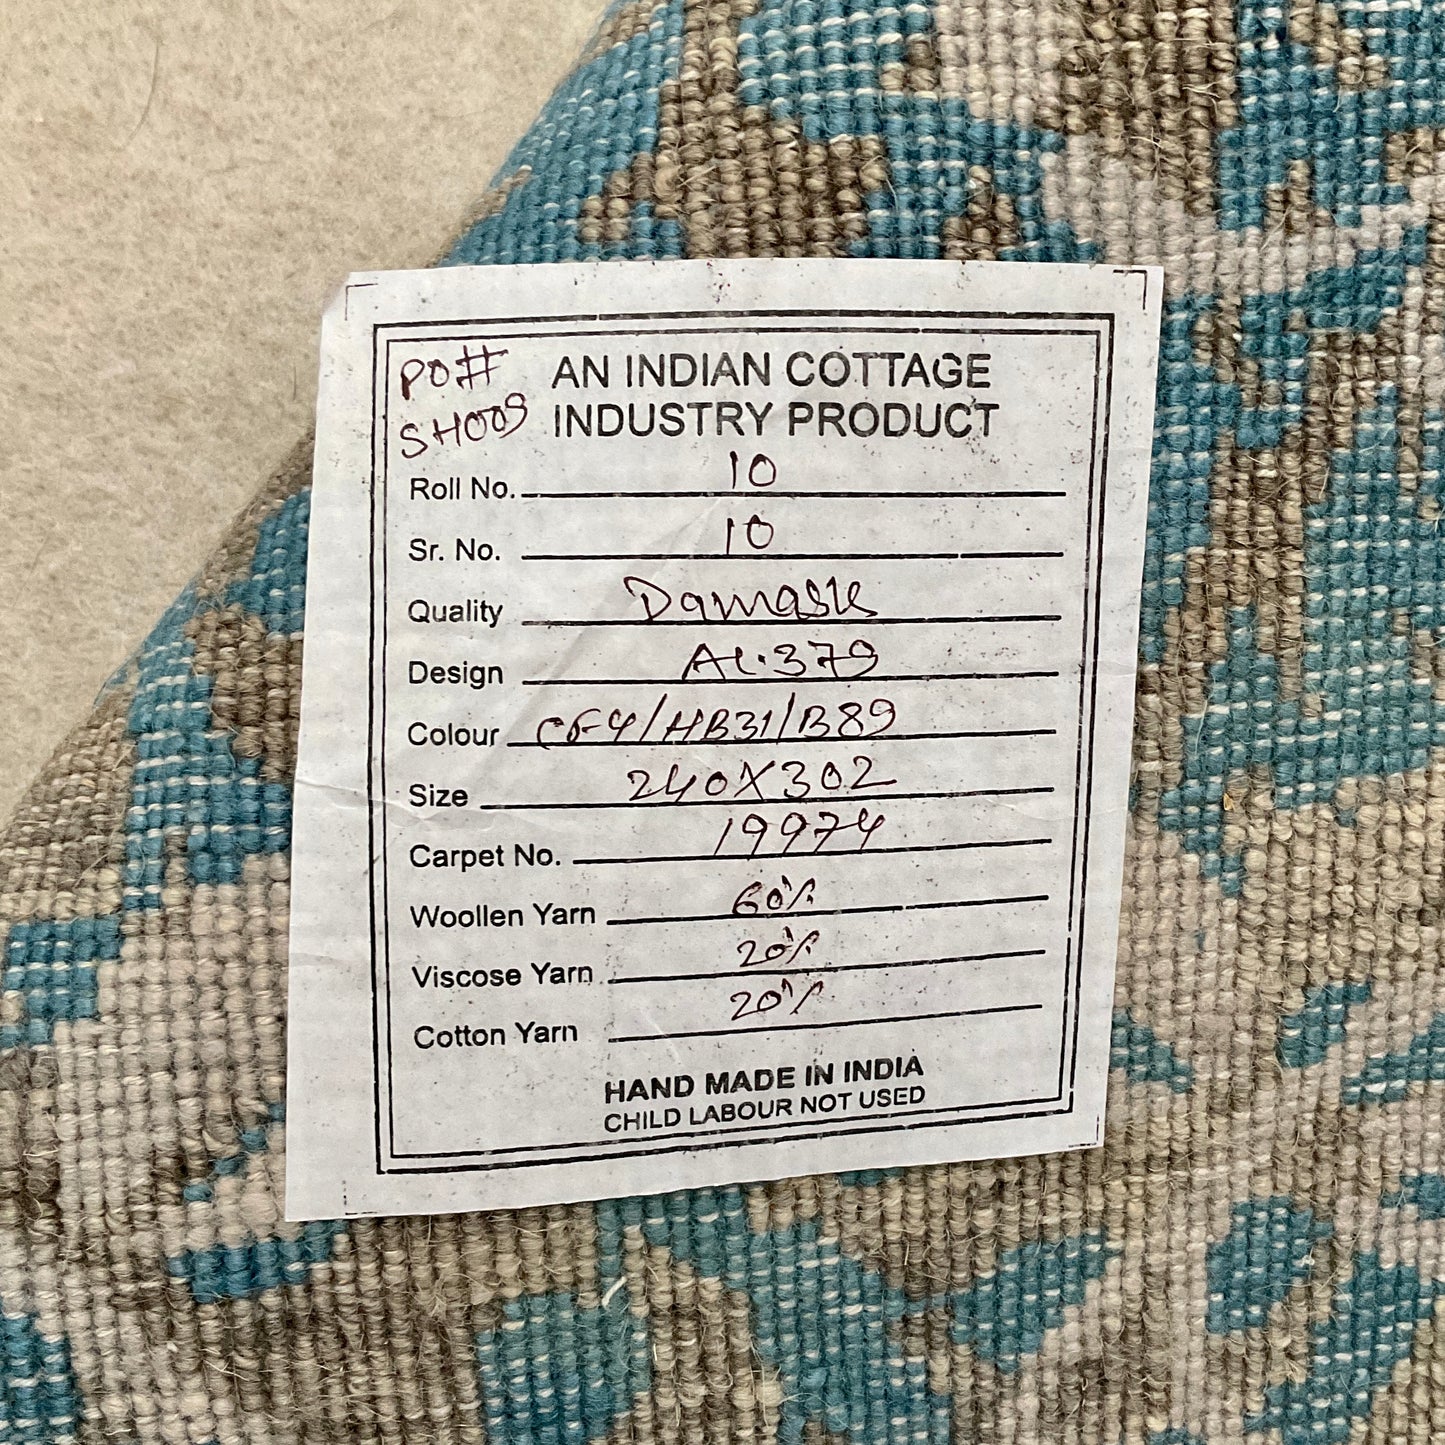 PO#
SH009
AN INDIAN COTTAGE
INDUSTRY PRODUCT
Roll No. 10
Sr. No. 10
Quality Damask
Design AL.379
Colour CF4/HB31/B89
Size 240X302
Carpet No. 19974
Woollen Yarn 60%
Viscose Yarn 20%
Cotton Yarn 20%
HAND MADE IN INDIA
CHILD LABOUR NOT USED